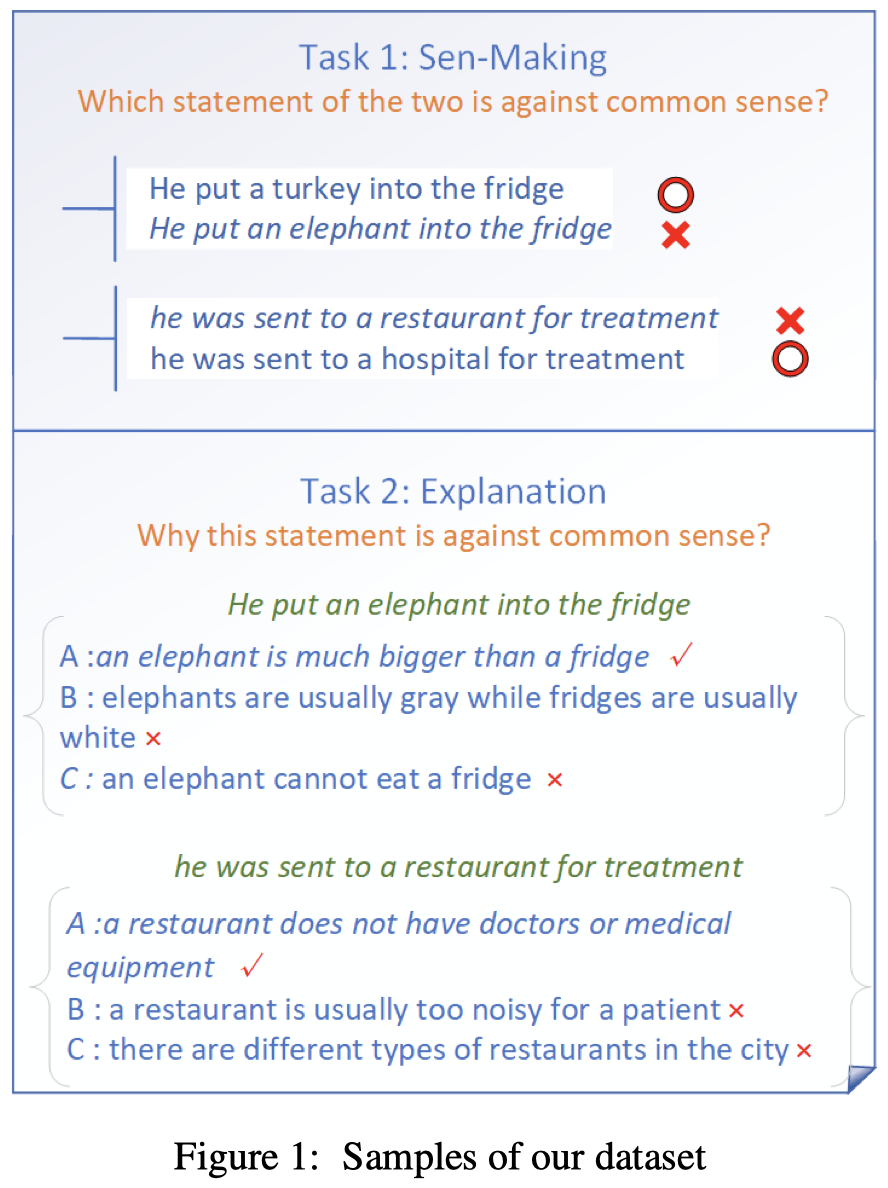 Task 1: Sen-Making
Which statement of the two is against common sense?
He put a turkey into the fridge
He put an elephant into the fridge
he was sent to a restaurant for treatment
he was sent to a hospital for treatment
Task 2: Explanation
Why this statement is against common sense?
He put an elephant into the fridge
A :an elephant is much bigger than a fridge √
B : elephants are usually gray while fridges are usually
white ×
C : an elephant cannot eat a fridge ×
he was sent to a restaurant for treatment
A :a restaurant does not have doctors or medical
equipment √
B : a restaurant is usually too noisy for a patient ×
C : there are different types of restaurants in the city ×
Figure 1: Samples of our dataset